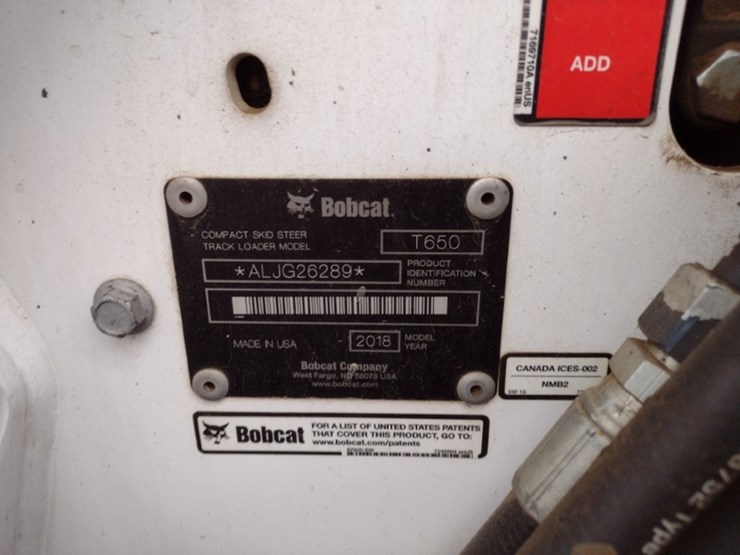 7169710A enUS
ADD
Bobcat.
COMPACT SKID STEER
TRACK LOADER MODEL
T650
*ALJG26289*
PRODUCT
IDENTIFICATION
NUMBER
MADE IN USA
2018
MODEL
YEAR
Bobcat Company
West Fargo, ND 58078 USA
www.bobcat.com
CANADA ICES-002
NMB2
Bobcat
FOR A LIST OF UNITED STATES PATENTS
THAT COVER THIS PRODUCT, GO TO:
www.bobcat.com/patents